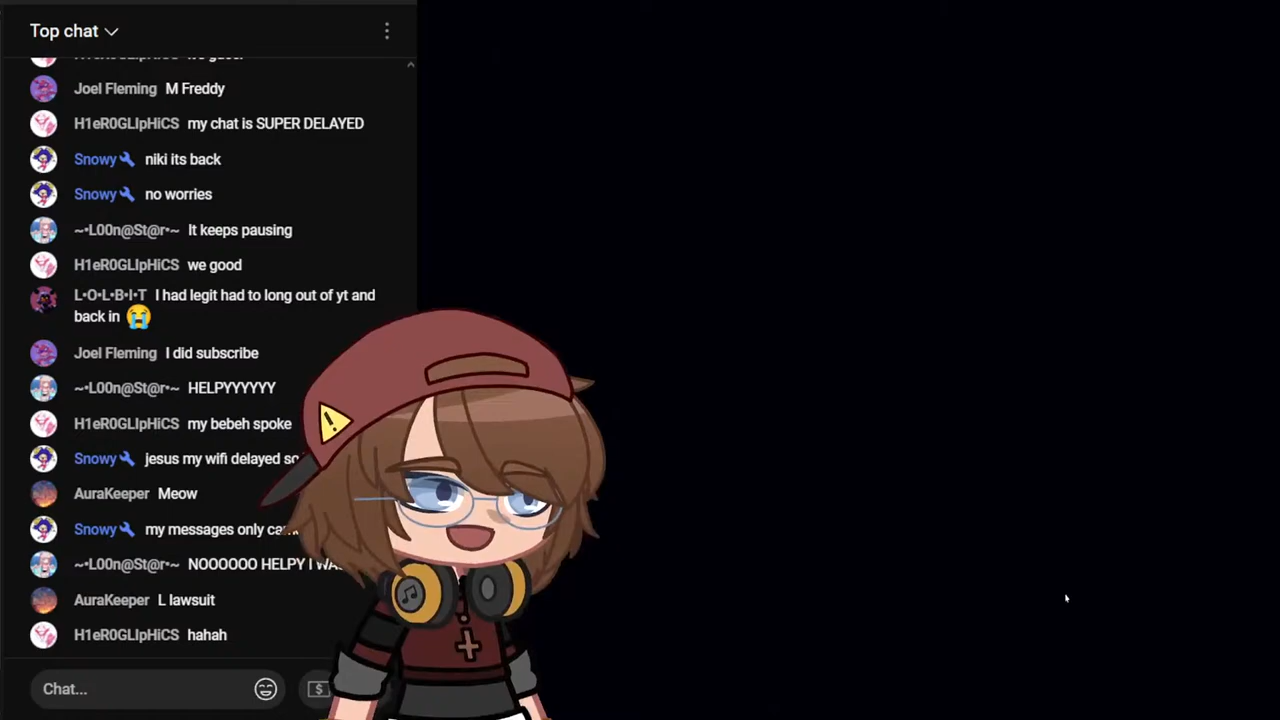 Top chat
Joel Fleming M Freddy
H1eR0GLIpHiCS my chat is SUPER DELAYED
Snowy niki its back
Snowy no worries
~•L00n@St@r•~ It keeps pausing
H1eR0GLIpHiCS we good
L•O•L•B•I•T I had legit had to long out of yt and
back in 😭
Joel Fleming I did subscribe
~•L00n@St@r•~ HELPYYYYYY
H1eR0GLIpHiCS my bebeh spoke
Snowy jesus my wifi delayed so
AuraKeeper Meow
Snowy my messages only
~•L00n@St@r•~ NOOOOOO HELPY I
AuraKeeper L lawsuit
H1eR0GLIpHiCS hahah
Chat...
$